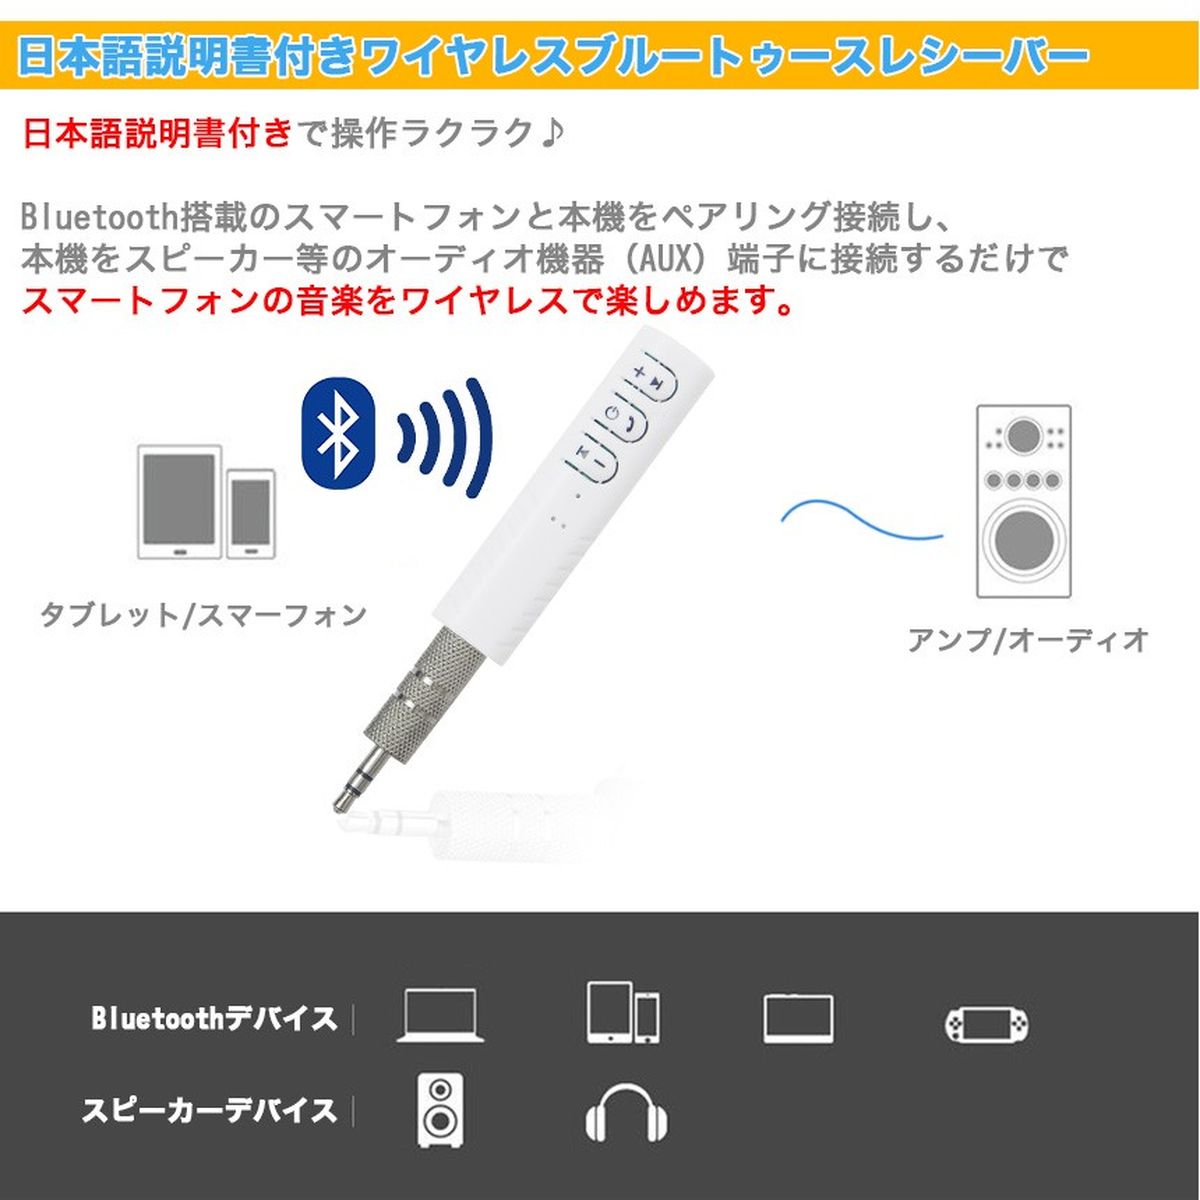 日本語説明書付きワイヤレスブルートゥースレシーバー
日本語説明書付きで操作ラクラク♪
Bluetooth搭載のスマートフォンと本機をペアリング接続し、
本機をスピーカー等のオーディオ機器（AUX）端子に接続するだけで
スマートフォンの音楽をワイヤレスで楽しめます。
タブレット/スマーフォン
アンプ/オーディオ
Bluetoothデバイス
スピーカーデバイス